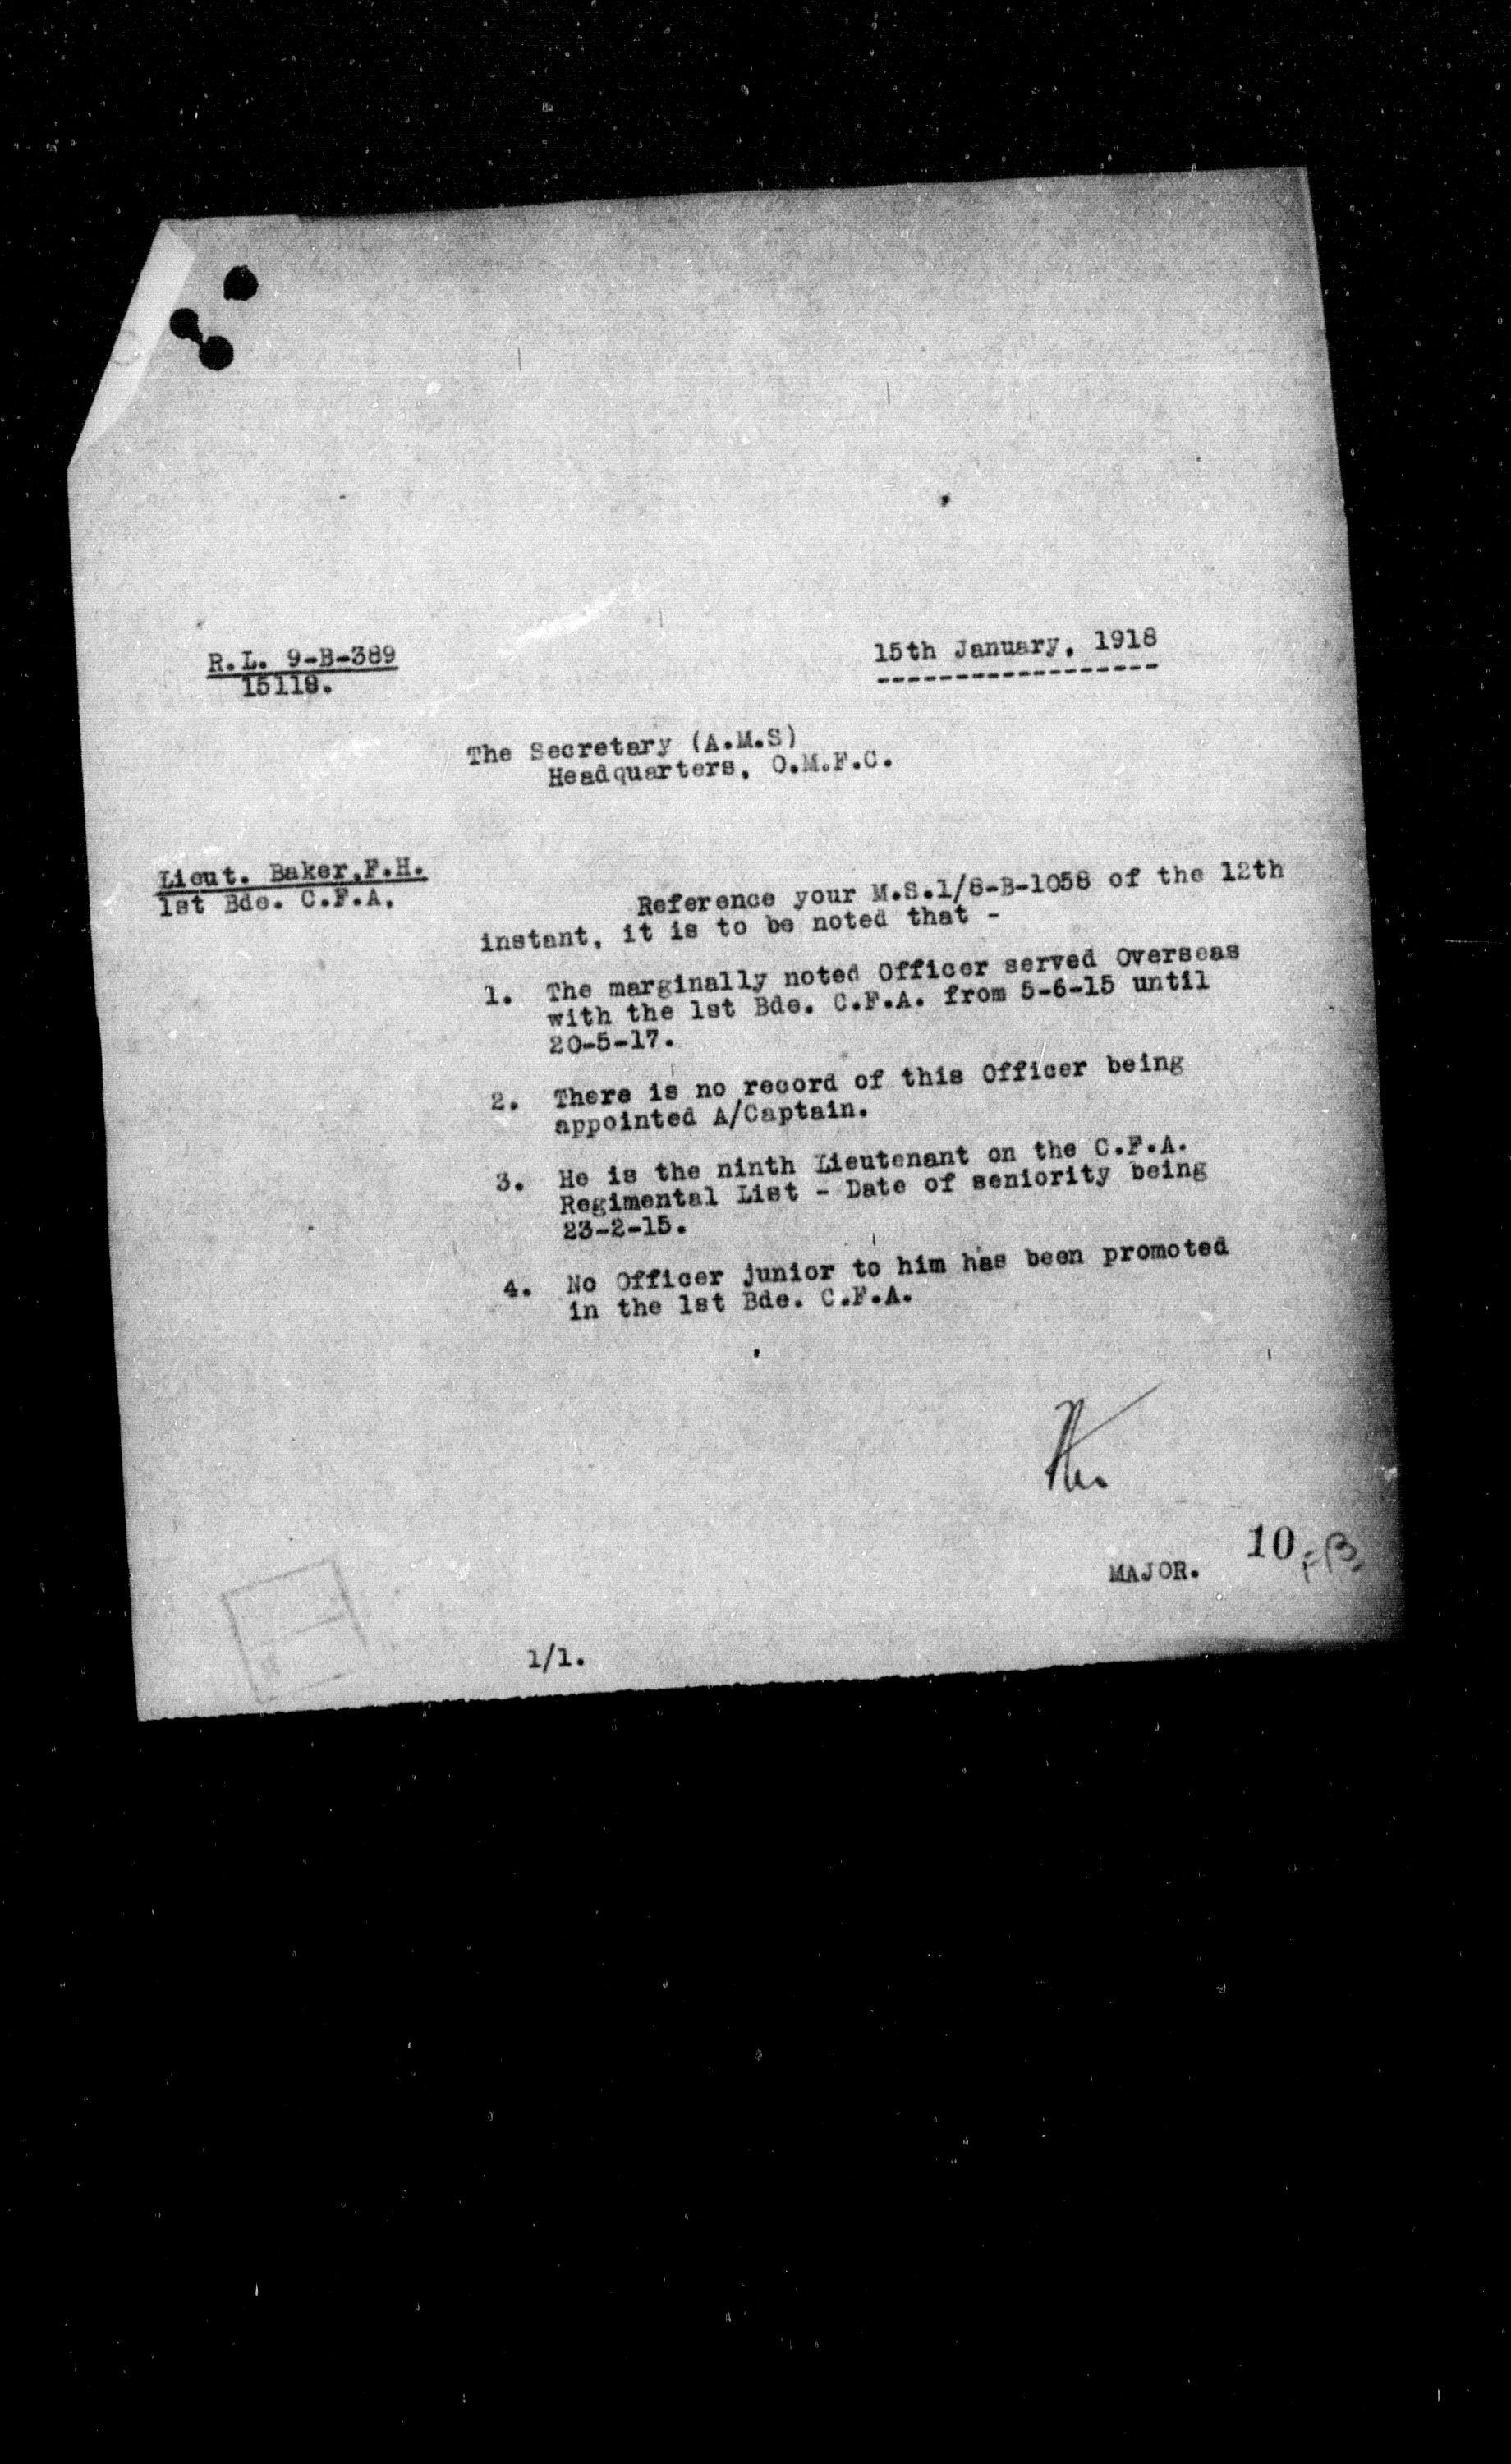 R.L. 9-B-389
15118.
15th January, 1918
The Secretary (A.M.S)
Headquarters, O.M.F.C.
Lieut. Baker,F.H.
1st Bde. C.F.A.
Reference your M.S.1/8-B-1058 of the 12th
instant, it is to be noted that -
1. The marginally noted Officer served Overseas
with the 1st Bde. C.F.A. from 5-6-15 until
20-5-17.
2. There is no record of this Officer being
appointed A/Captain.
3. He is the ninth Lieutenant on the C.F.A.
Regimental List - Date of seniority being
23-2-15.
4. No Officer junior to him has been promoted
in the 1st Bde. C.F.A.
MAJOR.
10
1/1.